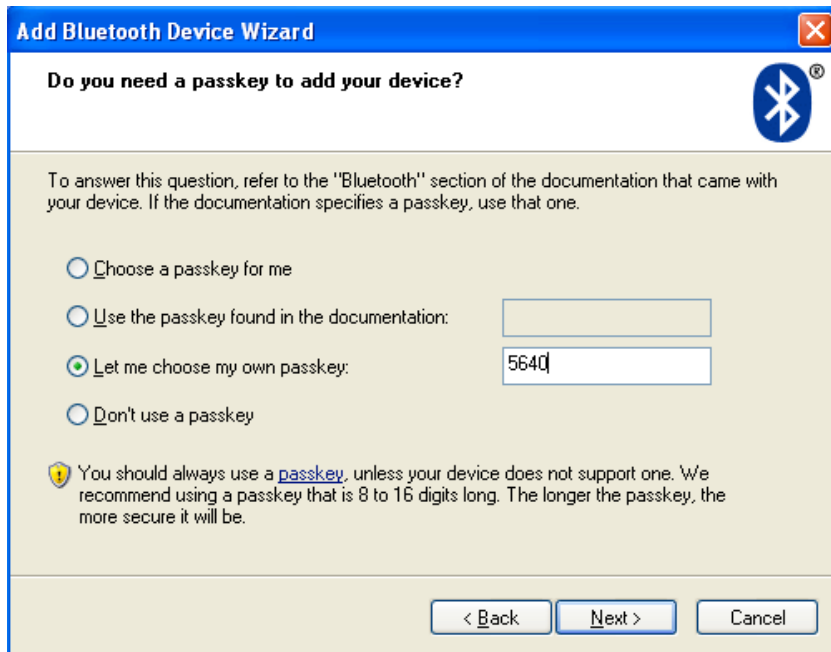 Add Bluetooth Device Wizard
Do you need a passkey to add your device?
®
To answer this question, refer to the "Bluetooth" section of the documentation that came with
your device. If the documentation specifies a passkey, use that one.
Choose a passkey for me
Use the passkey found in the documentation:
Let me choose my own passkey: 5640
Don't use a passkey
You should always use a passkey, unless your device does not support one. We
recommend using a passkey that is 8 to 16 digits long. The longer the passkey, the
more secure it will be.
< Back Next > Cancel